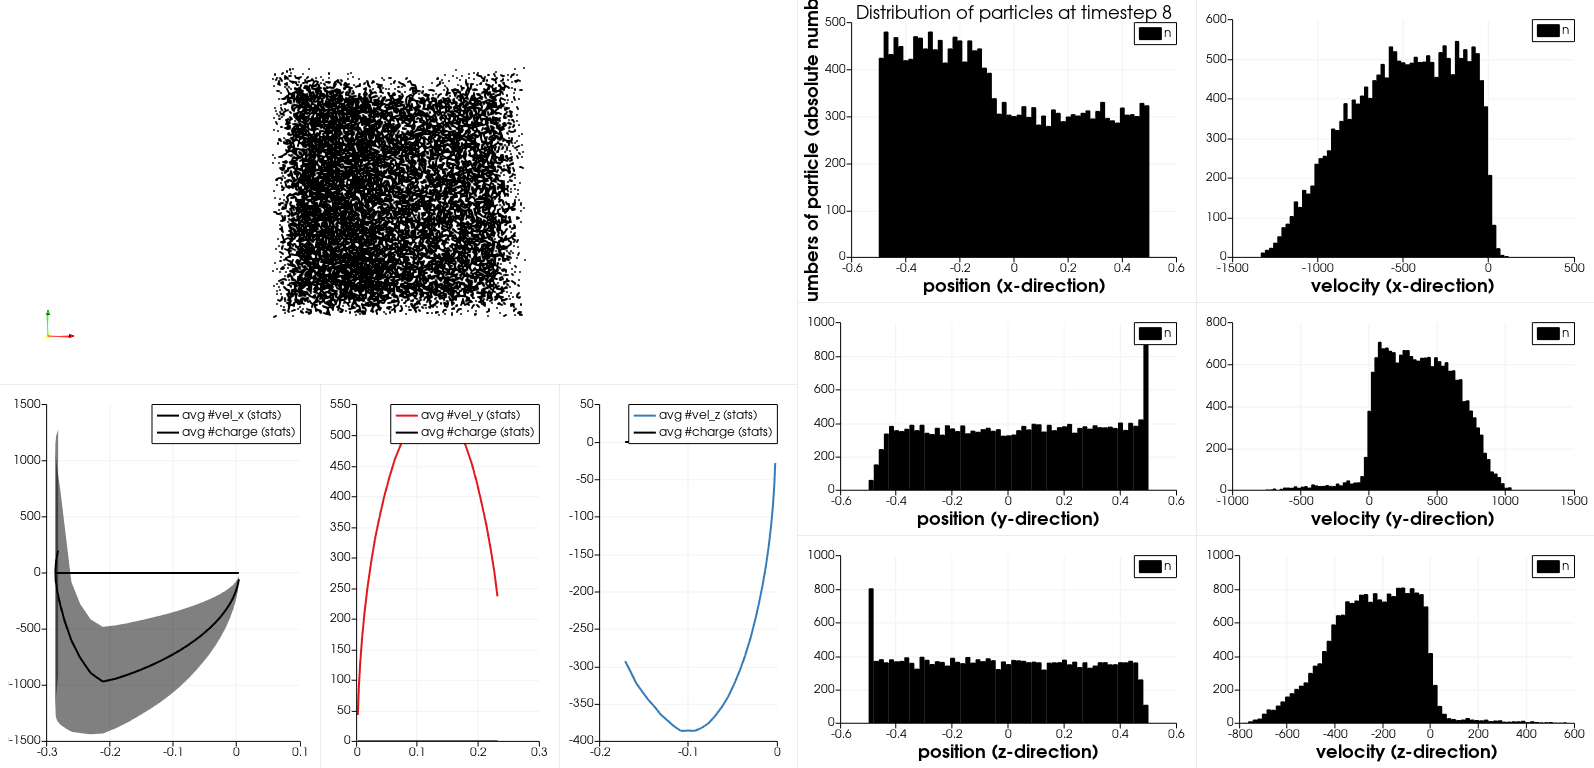 Distribution of particles at timestep 8
umbers of particle (absolute numb
500
400
300
200
100
0
n
-0.6 -0.4 -0.2 0 0.2 0.4 0.6
position (x-direction)
600
500
400
300
200
100
0
n
-1500 -1000 -500 0 500
velocity (x-direction)
1000
800
600
400
200
0
n
-0.6 -0.4 -0.2 0 0.2 0.4 0.6
position (y-direction)
800
600
400
200
0
n
-1000 -500 0 500 1000 1500
velocity (y-direction)
1500
1000
500
0
-500
-1000
-1500
avg #vel_x (stats)
avg #charge (stats)
-0.3 -0.2 -0.1 0 0.1
550
500
450
400
350
300
250
200
150
100
50
0
avg #vel_y (stats)
avg #charge (stats)
0 0.1 0.2 0.3
50
0
-50
-100
-150
-200
-250
-300
-350
-400
avg #vel_z (stats)
avg #charge (stats)
-0.2 -0.1 0
1000
800
600
400
200
0
n
-0.6 -0.4 -0.2 0 0.2 0.4 0.6
position (z-direction)
1000
800
600
400
200
0
n
-800 -600 -400 -200 0 200 400 600
velocity (z-direction)